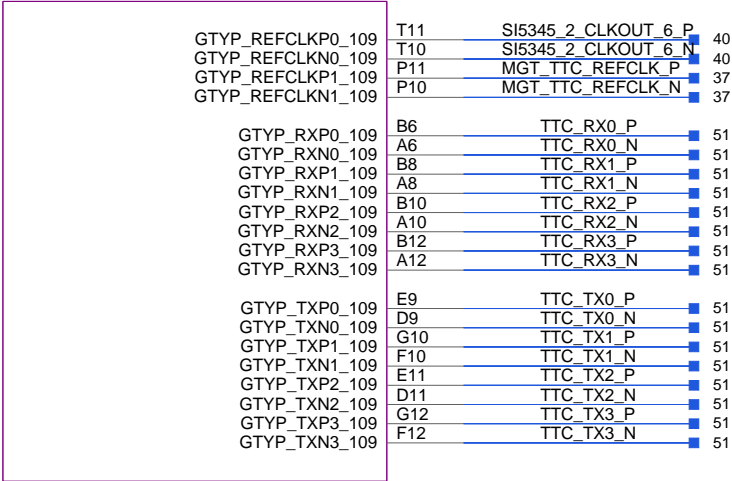 GTYP_REFCLKP0_109 T11 SI5345_2_CLKOUT_6_P 40
GTYP_REFCLKN0_109 T10 SI5345_2_CLKOUT_6_N 40
GTYP_REFCLKP1_109 P11 MGT_TTC_REFCLK_P 37
GTYP_REFCLKN1_109 P10 MGT_TTC_REFCLK_N 37
GTYP_RXP0_109 B6 TTC_RX0_P 51
GTYP_RXN0_109 A6 TTC_RX0_N 51
GTYP_RXP1_109 B8 TTC_RX1_P 51
GTYP_RXN1_109 A8 TTC_RX1_N 51
GTYP_RXP2_109 B10 TTC_RX2_P 51
GTYP_RXN2_109 A10 TTC_RX2_N 51
GTYP_RXP3_109 B12 TTC_RX3_P 51
GTYP_RXN3_109 A12 TTC_RX3_N 51
GTYP_TXP0_109 E9 TTC_TX0_P 51
GTYP_TXN0_109 D9 TTC_TX0_N 51
GTYP_TXP1_109 G10 TTC_TX1_P 51
GTYP_TXN1_109 F10 TTC_TX1_N 51
GTYP_TXP2_109 E11 TTC_TX2_P 51
GTYP_TXN2_109 D11 TTC_TX2_N 51
GTYP_TXP3_109 G12 TTC_TX3_P 51
GTYP_TXN3_109 F12 TTC_TX3_N 51